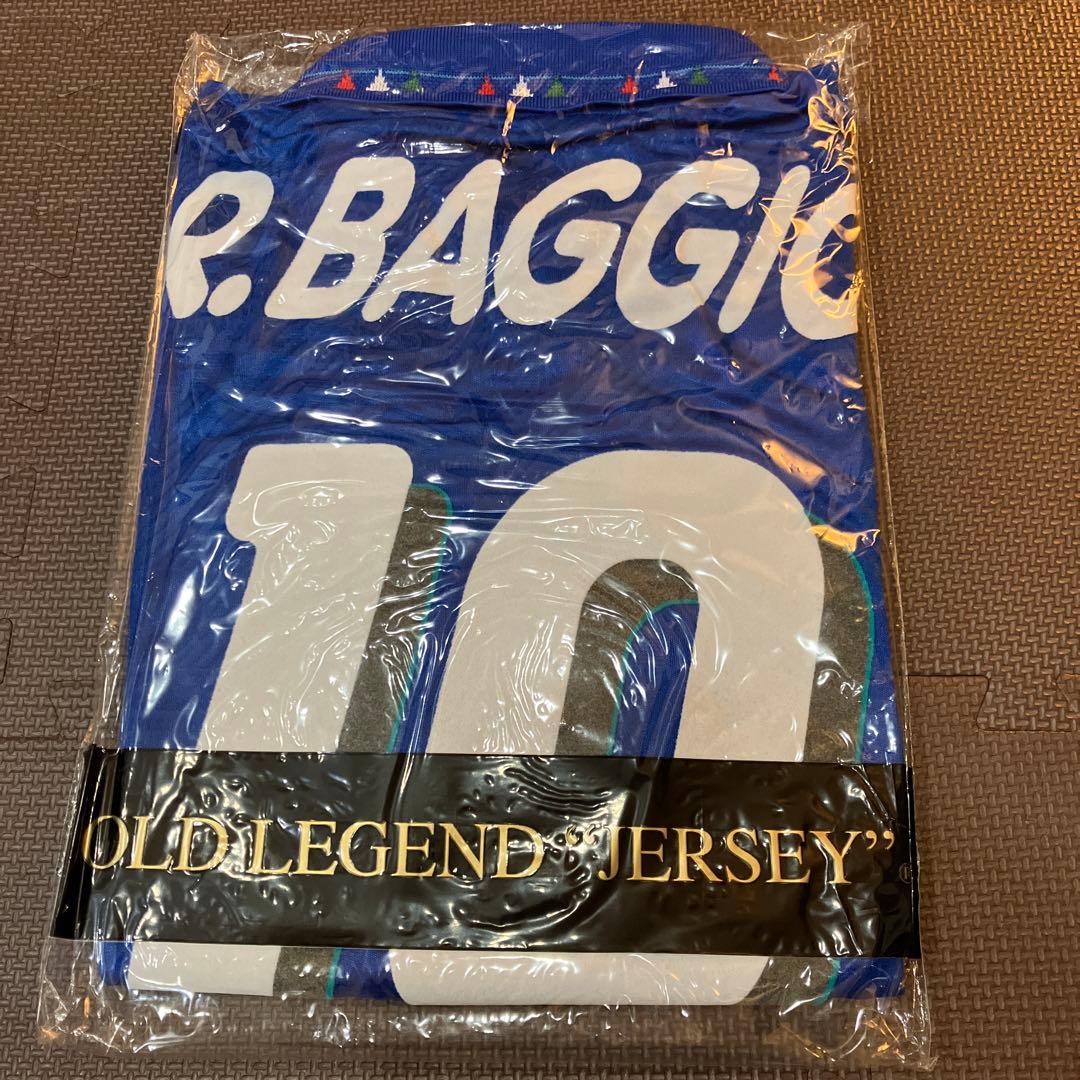 R.BAGGIO
10
OLD LEGEND “JERSEY” ®